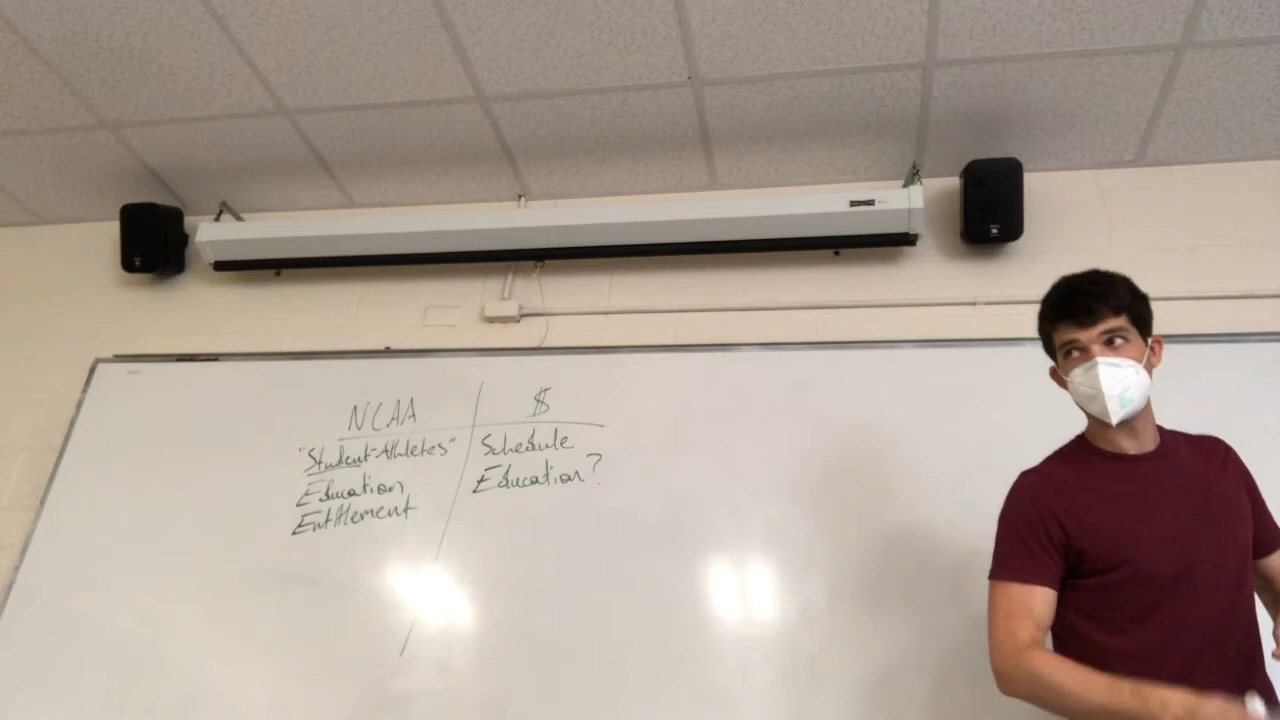 NCAA
"Student-Athletes"
Education
Entitlement
$
Schedule
Education?